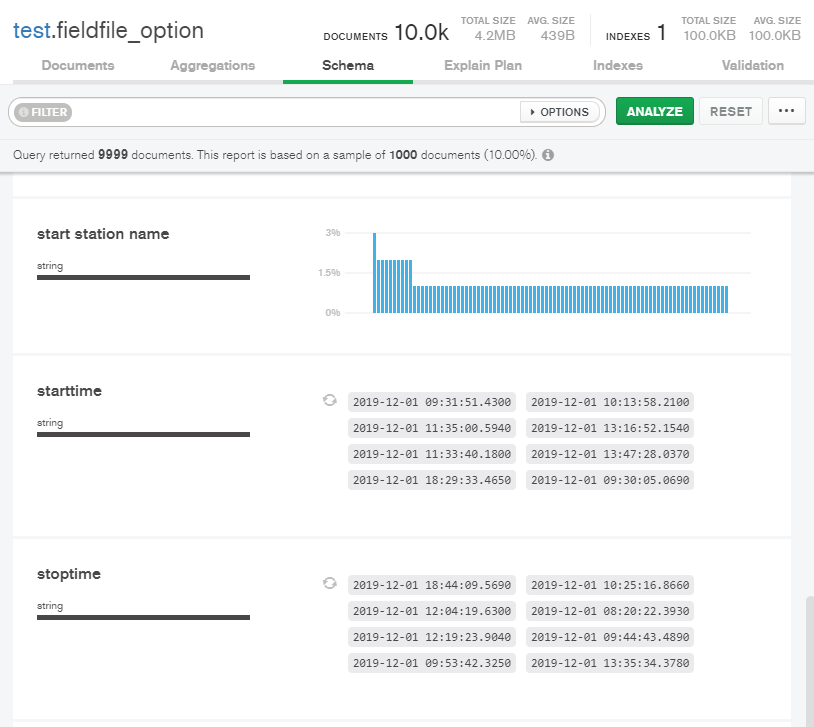 test.fieldfile_option
DOCUMENTS 10.0k TOTAL SIZE 4.2MB AVG. SIZE 439B INDEXES 1 TOTAL SIZE 100.0KB AVG. SIZE 100.0KB
Documents Aggregations Schema Explain Plan Indexes Validation
FILTER OPTIONS ANALYZE RESET ...
Query returned 9999 documents. This report is based on a sample of 1000 documents (10.00%).
start station name
string
3%
1.5%
0%
starttime
string
2019-12-01 09:31:51.4300 2019-12-01 10:13:58.2100
2019-12-01 11:35:00.5940 2019-12-01 13:16:52.1540
2019-12-01 11:33:40.1800 2019-12-01 13:47:28.0370
2019-12-01 18:29:33.4650 2019-12-01 09:30:05.0690
stoptime
string
2019-12-01 18:44:09.5690 2019-12-01 10:25:16.8660
2019-12-01 12:04:19.6300 2019-12-01 08:20:22.3930
2019-12-01 12:19:23.9040 2019-12-01 09:44:43.4890
2019-12-01 09:53:42.3250 2019-12-01 13:35:34.3780